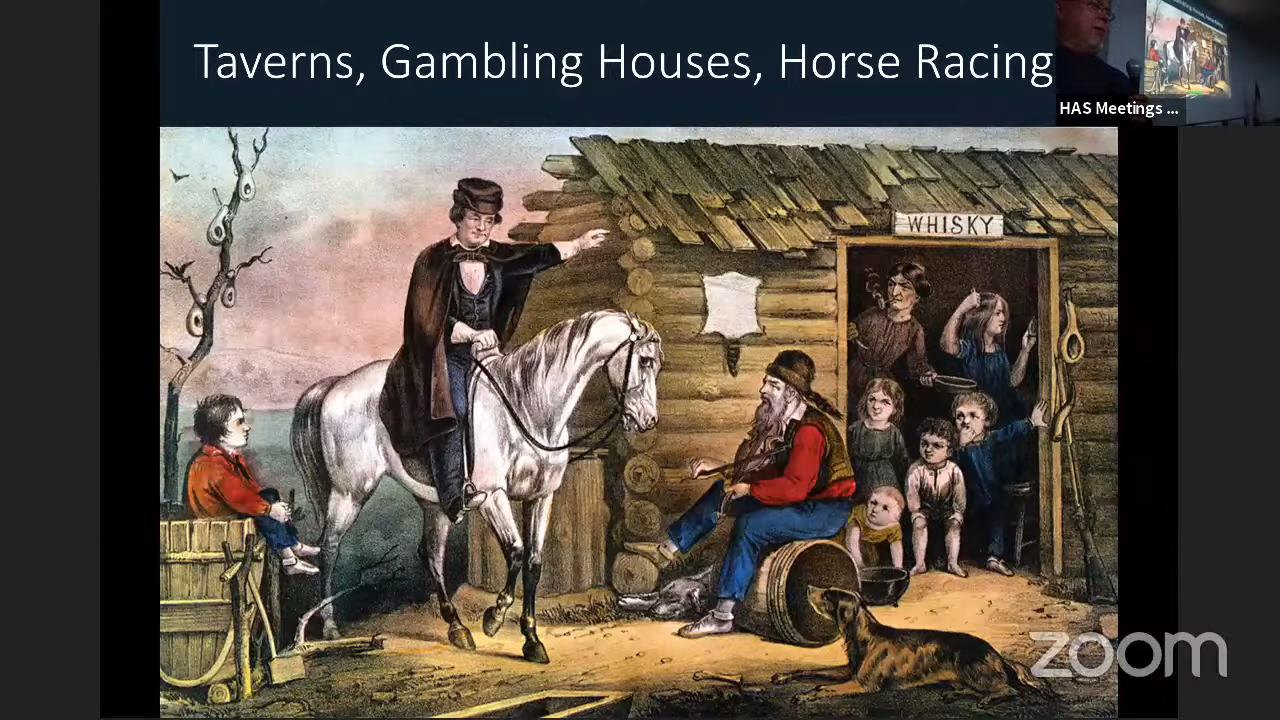 Taverns, Gambling Houses, Horse Racing
HAS Meetings ...
WHISKY
zoom